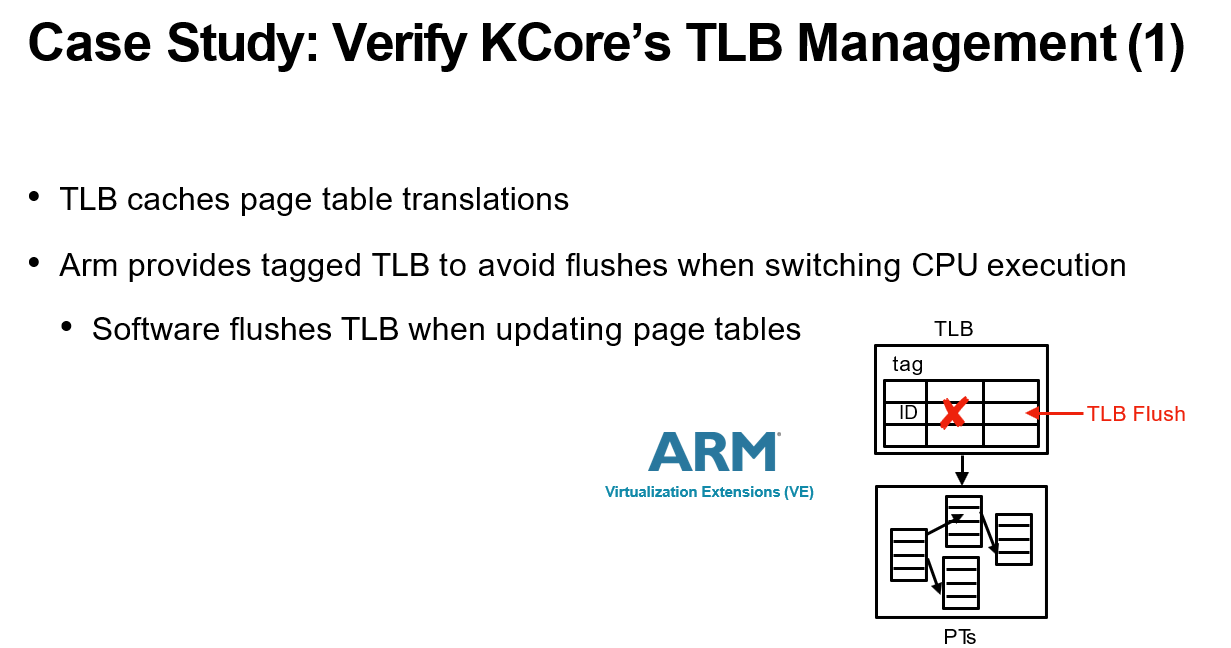 Case Study: Verify KCore’s TLB Management (1)
• TLB caches page table translations
• Arm provides tagged TLB to avoid flushes when switching CPU execution
• Software flushes TLB when updating page tables
TLB
tag
ID
TLB Flush
ARM
Virtualization Extensions (VE)
PTs